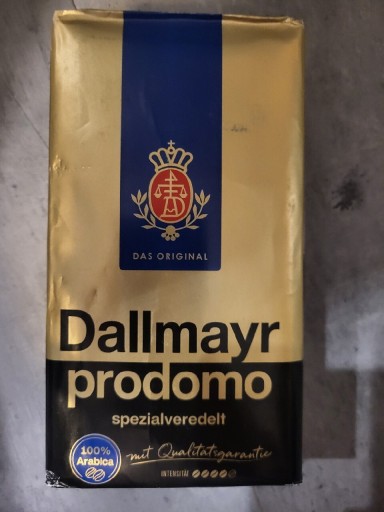 DAS ORIGINAL
Dallmayr
prodomo
spezialveredelt
100%
Arabica
mit Qualitätsgarantie
INTENSITÄT